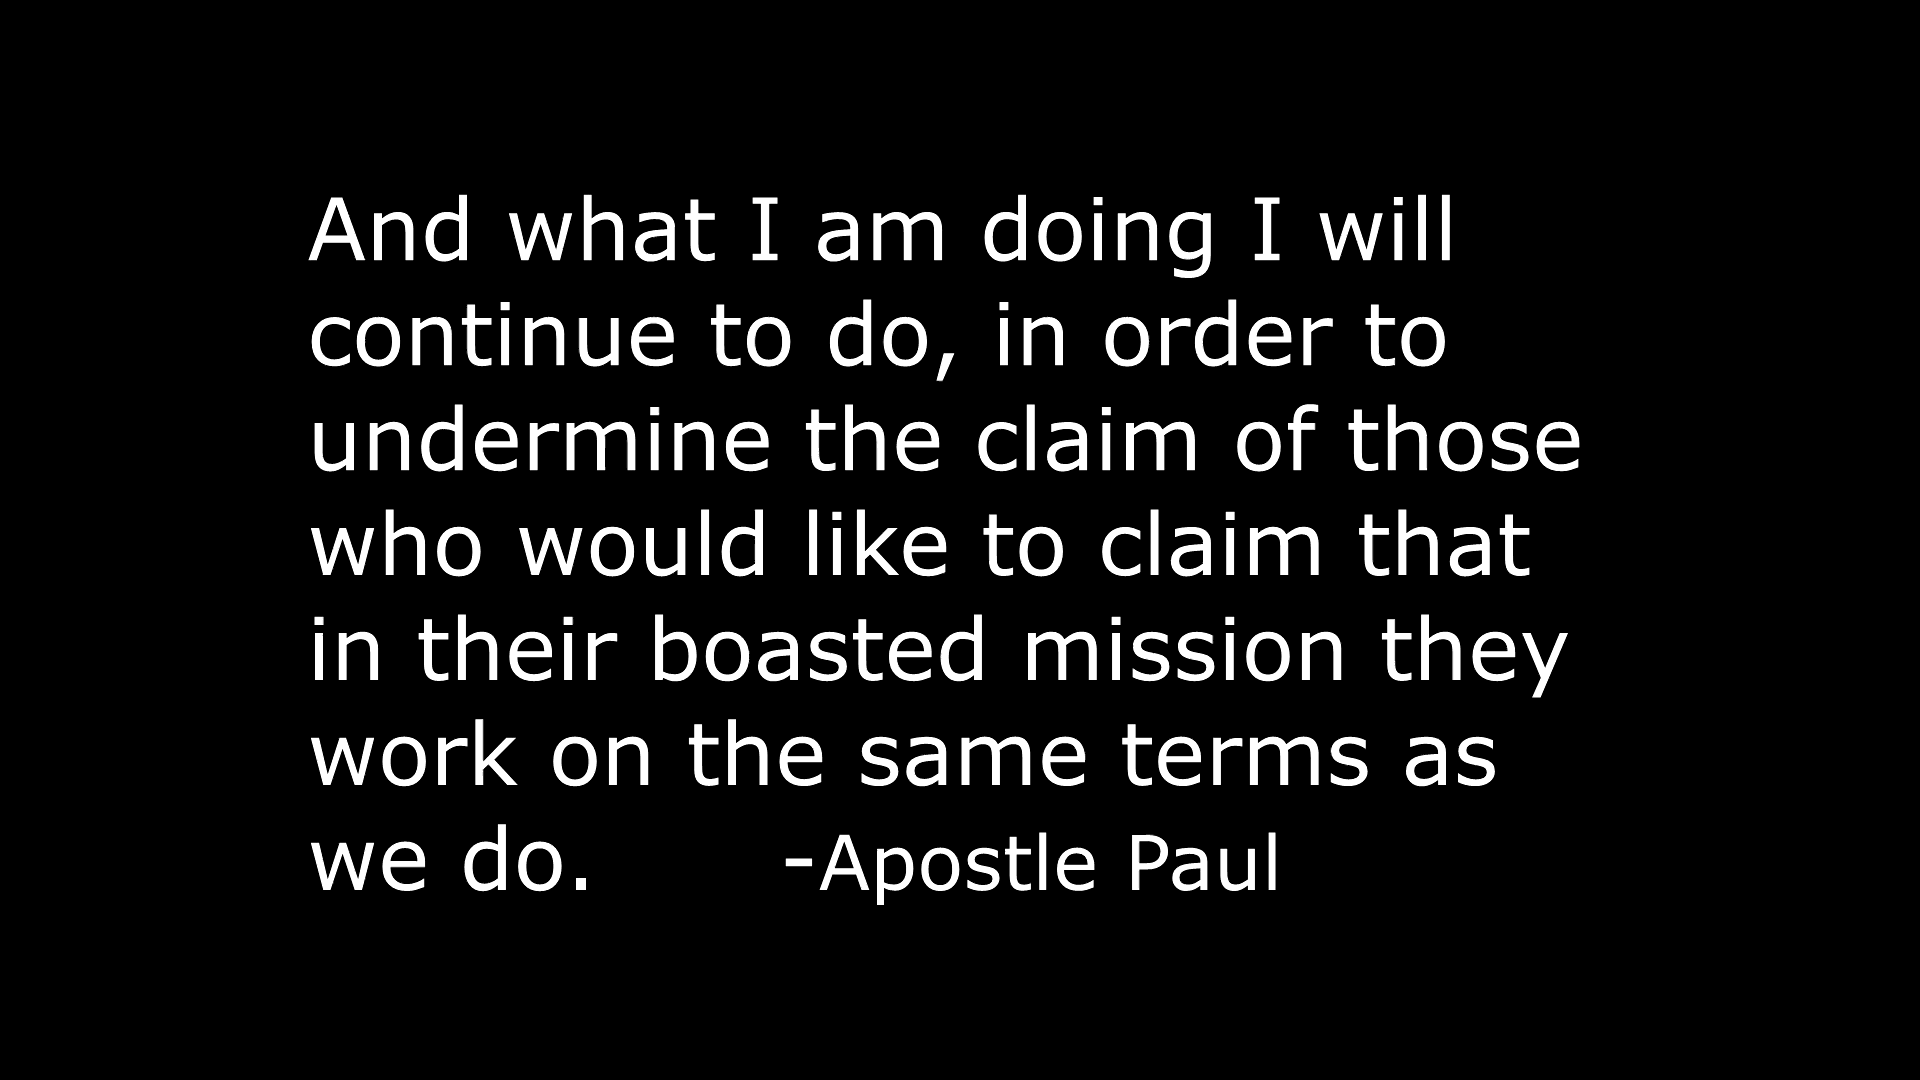 And what I am doing I will
continue to do, in order to
undermine the claim of those
who would like to claim that
in their boasted mission they
work on the same terms as
we do. -Apostle Paul